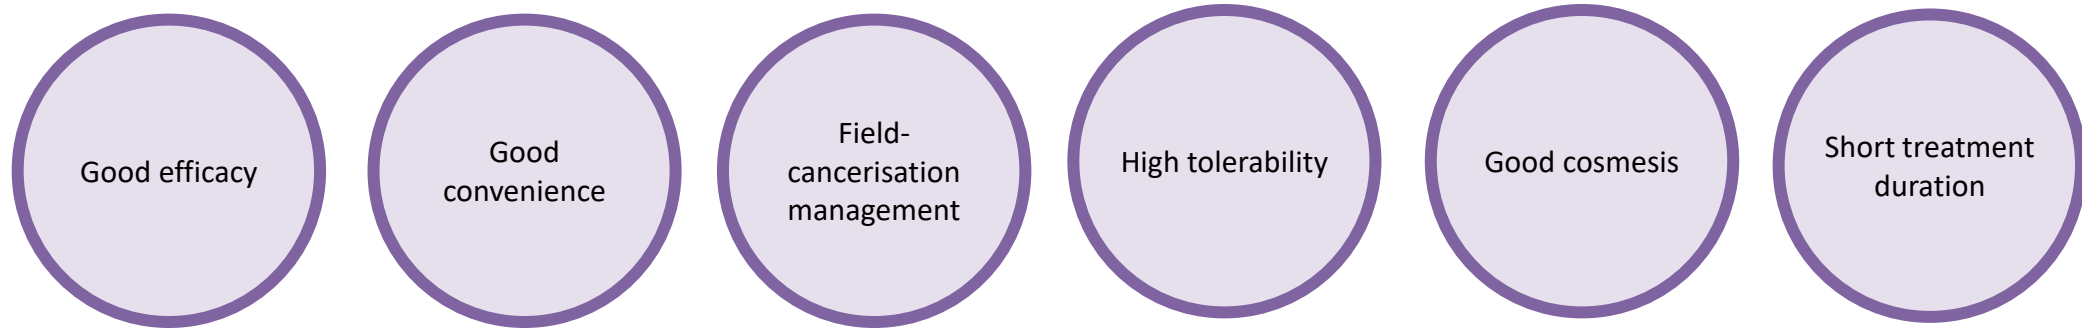 Good efficacy
Good
convenience
Field-
cancerisation
management
High tolerability
Good cosmesis
Short treatment
duration